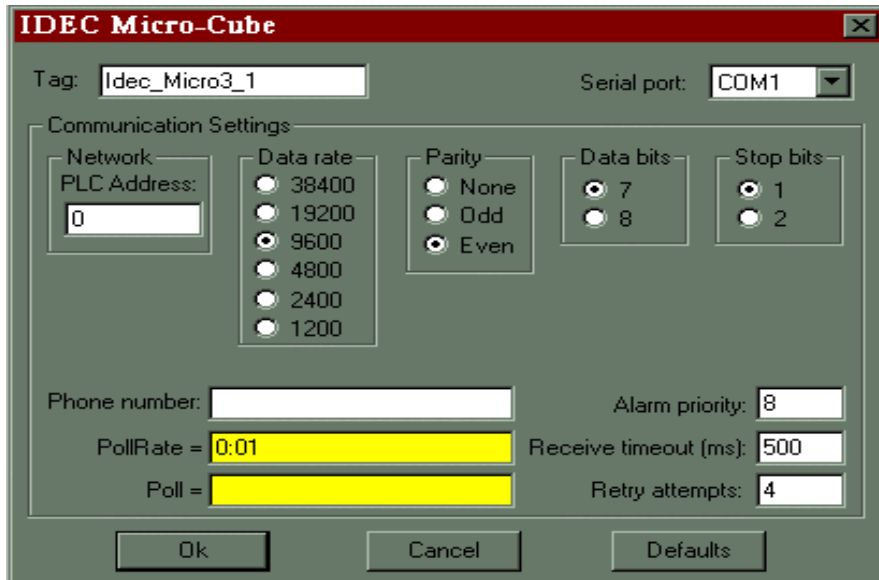 IDEC Micro-Cube
Tag: Idec_Micro3_1 Serial port: COM1
Communication Settings
Network Data rate Parity Data bits Stop bits
PLC Address: 38400 None 7 1
0 19200 Odd 8 2
9600 Even
4800
2400
1200
Phone number: Alarm priority: 8
PollRate = 0:01 Receive timeout (ms): 500
Poll = Retry attempts: 4
Ok Cancel Defaults